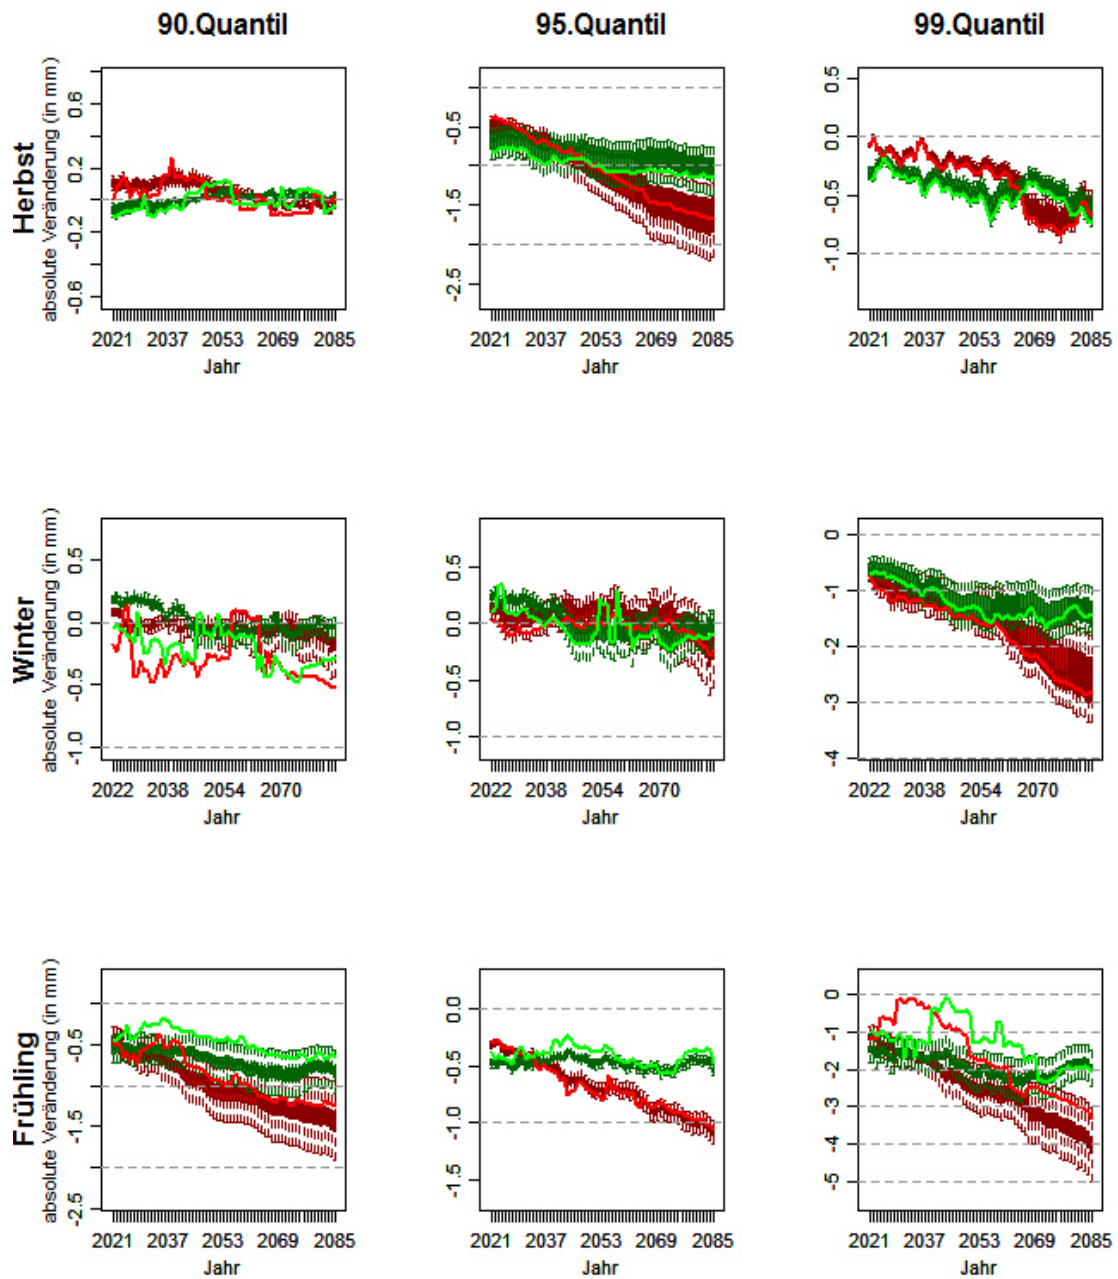 90.Quantil 95.Quantil 99.Quantil
Herbst
absolute Veränderung (in mm)
0.6
0.2
-0.2
-0.6
2021 2037 2053 2069 2085
Jahr
-0.5
-1.5
-2.5
2021 2037 2053 2069 2085
Jahr
0.5
0.0
-0.5
-1.0
2021 2037 2053 2069 2085
Jahr
Winter
absolute Veränderung (in mm)
0.5
0.0
-0.5
-1.0
2022 2038 2054 2070
Jahr
0.5
0.0
-0.5
-1.0
2022 2038 2054 2070
Jahr
0
-1
-2
-3
-4
2022 2038 2054 2070
Jahr
Frühling
absolute Veränderung (in mm)
-0.5
-1.5
-2.5
2021 2037 2053 2069 2085
Jahr
0.0
-0.5
-1.0
-1.5
2021 2037 2053 2069 2085
Jahr
0
-1
-2
-3
-4
-5
2021 2037 2053 2069 2085
Jahr